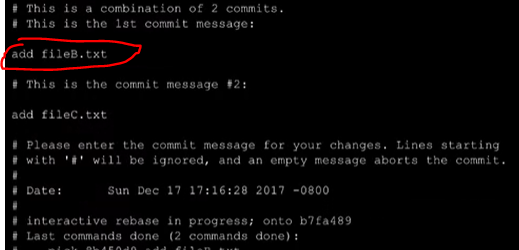 # This is a combination of 2 commits.
# This is the 1st commit message:
add fileB.txt
# This is the commit message #2:
add fileC.txt
# Please enter the commit message for your changes. Lines starting
# with '#' will be ignored, and an empty message aborts the commit.
#
# Date:      Sun Dec 17 17:16:28 2017 -0800
#
# interactive rebase in progress; onto b7fa489
# Last commands done (2 commands done):